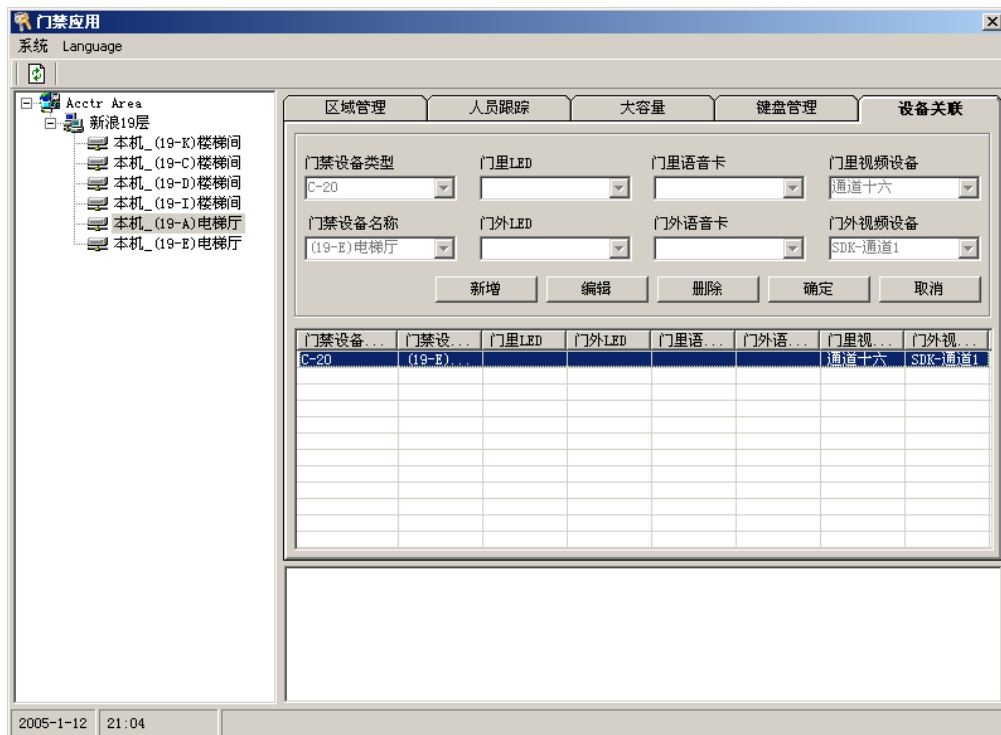 门禁应用
系统 Language
Acctr Area
新浪19层
本机_(19-K)楼梯间
本机_(19-C)楼梯间
本机_(19-D)楼梯间
本机_(19-I)楼梯间
本机_(19-A)电梯厅
本机_(19-E)电梯厅
区域管理 人员跟踪 大容量 键盘管理 设备关联
门禁设备类型 门里LED 门里语音卡 门里视频设备
C-20 通道十六
门禁设备名称 门外LED 门外语音卡 门外视频设备
(19-E)电梯厅 SDK-通道1
新增 编辑 删除 确定 取消
门禁设备... 门禁设... 门里LED 门外LED 门里语... 门外语... 门里视... 门外视...
C-20 (19-E)... 通道十六 SDK-通道1
2005-1-12 21:04